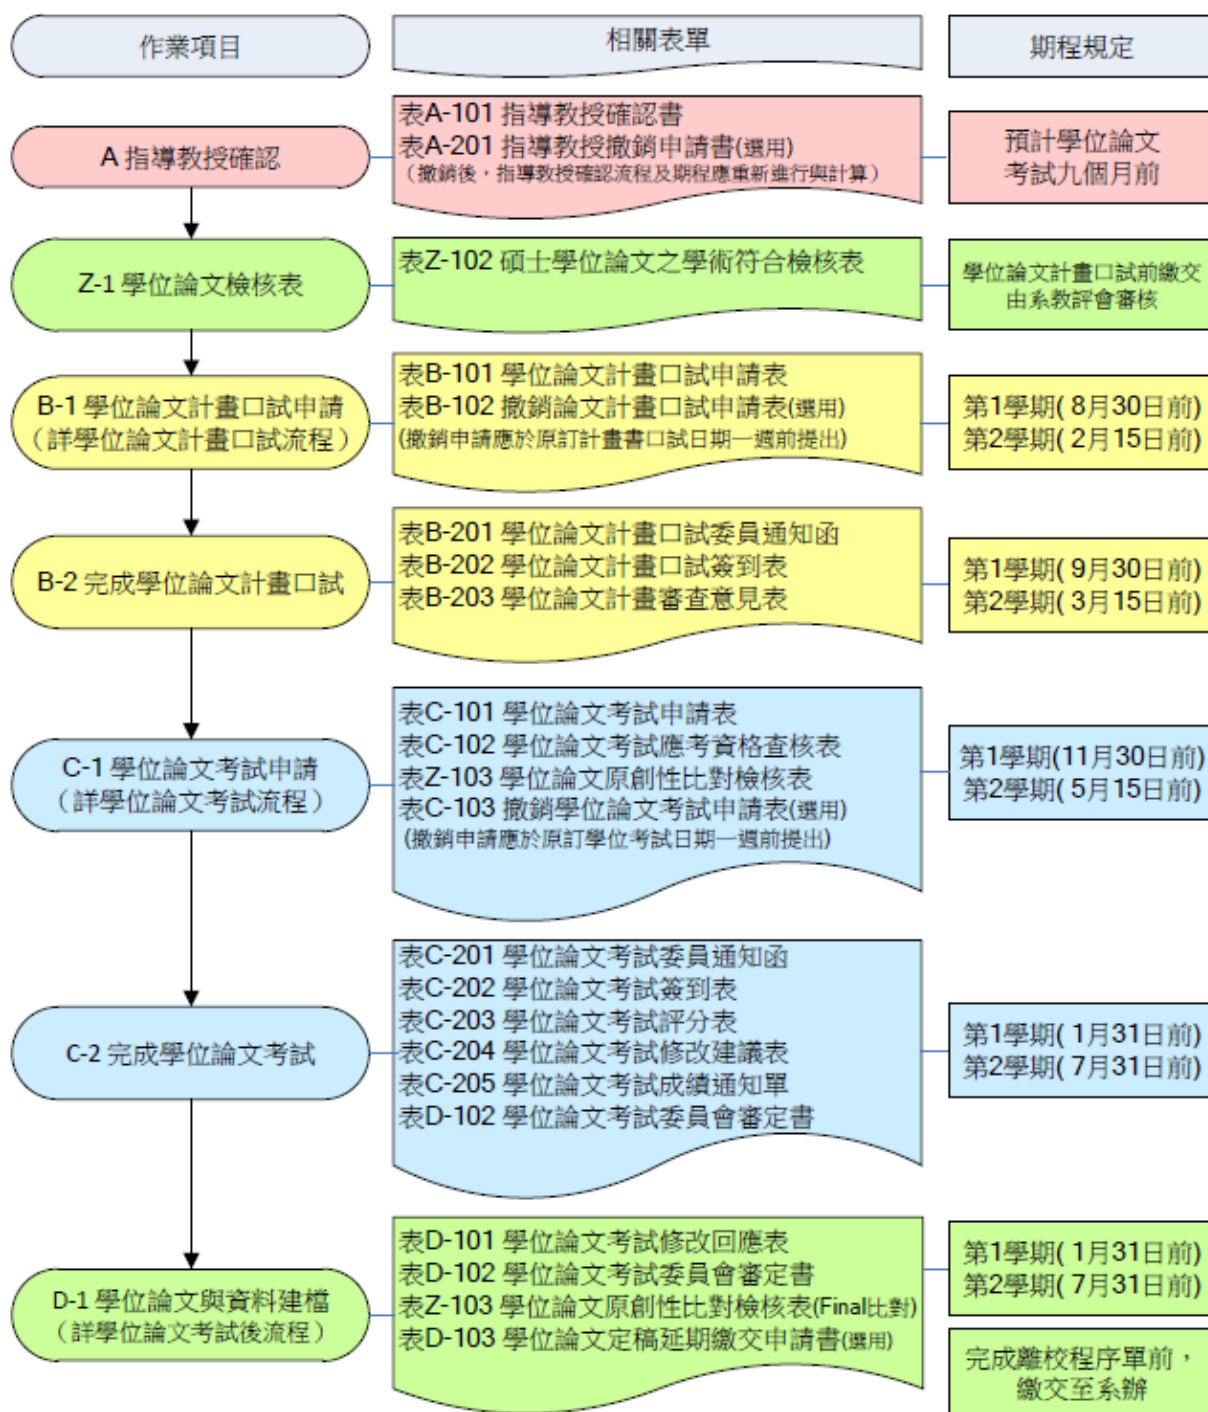 作業項目
相關表單
期程規定
A 指導教授確認
表A-101 指導教授確認書
表A-201 指導教授撤銷申請書(選用)
（撤銷後，指導教授確認流程及期程應重新進行與計算）
預計學位論文
考試九個月前
Z-1 學位論文檢核表
表Z-102 碩士學位論文之學術符合檢核表
學位論文計畫口試前繳交
由系教評會審核
B-1 學位論文計畫口試申請
（詳學位論文計畫口試流程）
表B-101 學位論文計畫口試申請表
表B-102 撤銷論文計畫口試申請表(選用)
(撤銷申請應於原訂計畫書口試日期一週前提出)
第1學期( 8月30日前)
第2學期( 2月15日前)
B-2 完成學位論文計畫口試
表B-201 學位論文計畫口試委員通知函
表B-202 學位論文計畫口試簽到表
表B-203 學位論文計畫審查意見表
第1學期( 9月30日前)
第2學期( 3月15日前)
C-1 學位論文考試申請
（詳學位論文考試流程）
表C-101 學位論文考試申請表
表C-102 學位論文考試應考資格查核表
表Z-103 學位論文原創性比對檢核表
表C-103 撤銷學位論文考試申請表(選用)
(撤銷申請應於原訂學位考試日期一週前提出)
第1學期(11月30日前)
第2學期( 5月15日前)
C-2 完成學位論文考試
表C-201 學位論文考試委員通知函
表C-202 學位論文考試簽到表
表C-203 學位論文考試評分表
表C-204 學位論文考試修改建議表
表C-205 學位論文考試成績通知單
表D-102 學位論文考試委員會審定書
第1學期( 1月31日前)
第2學期( 7月31日前)
D-1 學位論文與資料建檔
（詳學位論文考試後流程）
表D-101 學位論文考試修改回應表
表D-102 學位論文考試委員會審定書
表Z-103 學位論文原創性比對檢核表(Final比對)
表D-103 學位論文定稿延期繳交申請書(選用)
第1學期( 1月31日前)
第2學期( 7月31日前)
完成離校程序單前，
繳交至系辦